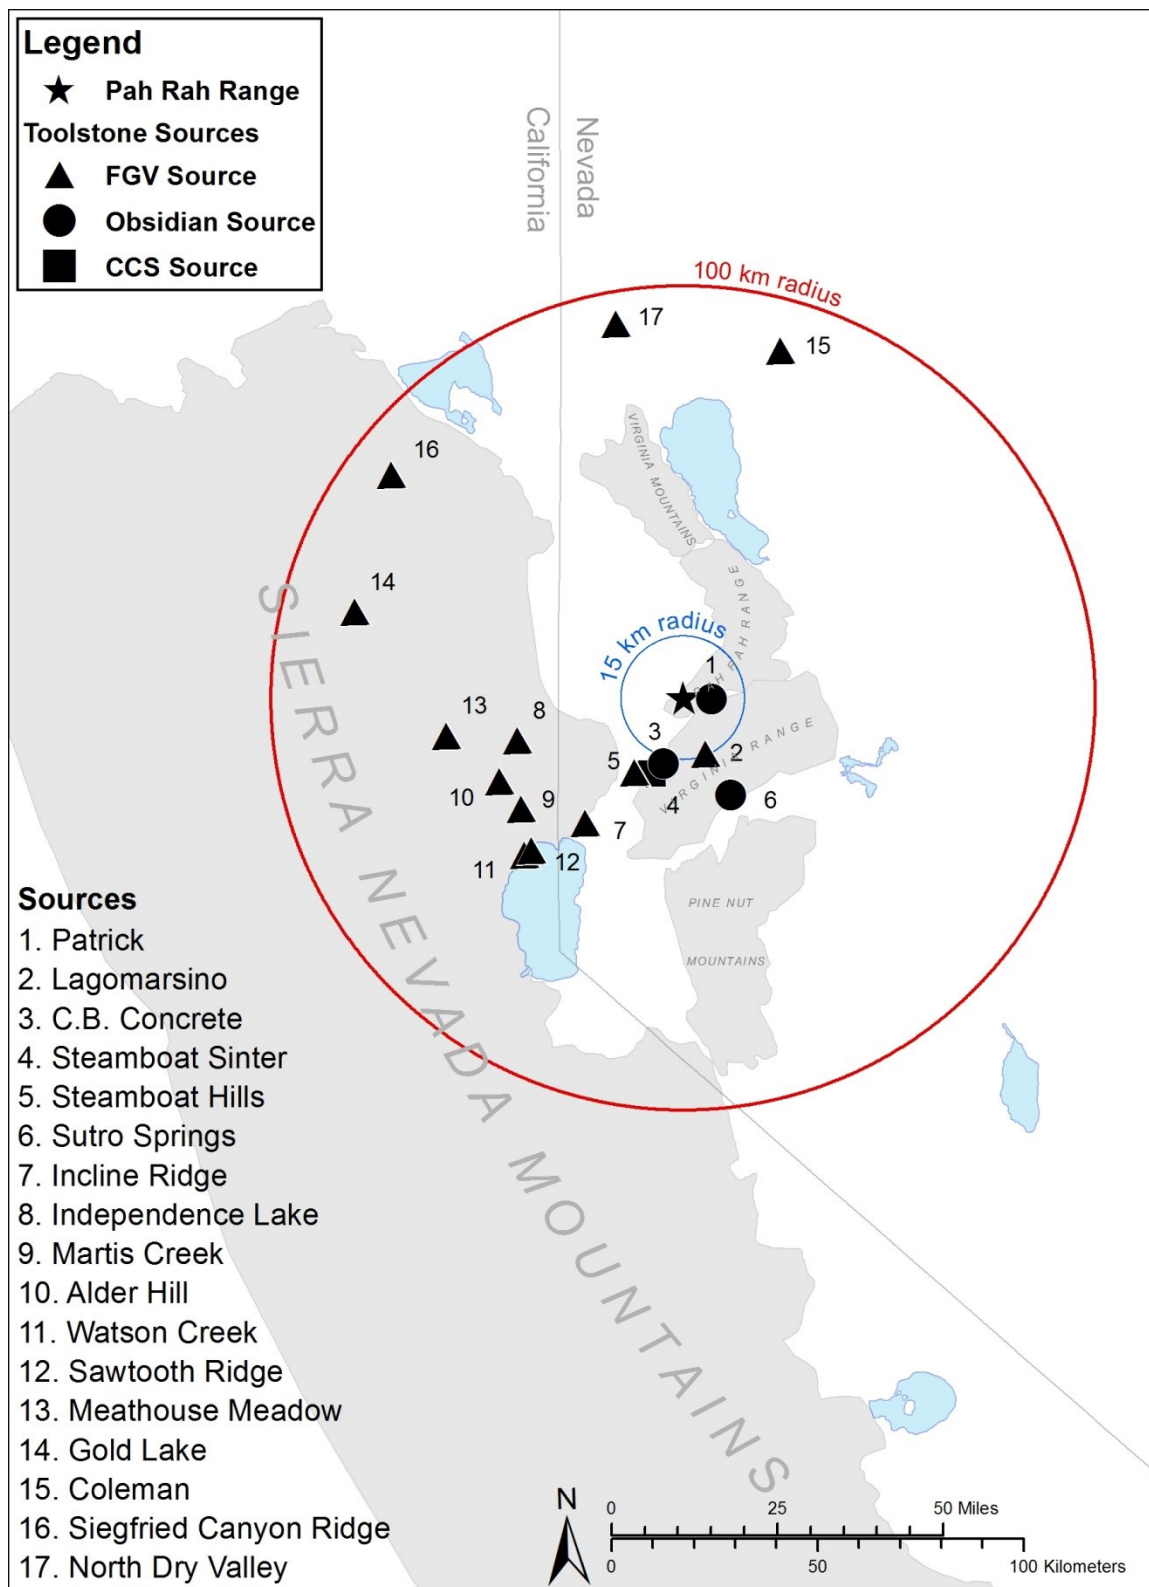 Legend
Pah Rah Range
Toolstone Sources
FGV Source
Obsidian Source
CCS Source
California
Nevada
100 km radius
17
15
VIRGINIA MOUNTAINS
16
14
PAH RAH RANGE
15 km radius
1
13
8
3
2
VIRGINIA RANGE
5
10
9
4
6
7
11
12
PINE NUT
MOUNTAINS
SIERRA NEVADA MOUNTAINS
Sources
1. Patrick
2. Lagomarsino
3. C.B. Concrete
4. Steamboat Sinter
5. Steamboat Hills
6. Sutro Springs
7. Incline Ridge
8. Independence Lake
9. Martis Creek
10. Alder Hill
11. Watson Creek
12. Sawtooth Ridge
13. Meathouse Meadow
14. Gold Lake
15. Coleman
16. Siegfried Canyon Ridge
17. North Dry Valley
N
0 25 50 Miles
0 50 100 Kilometers